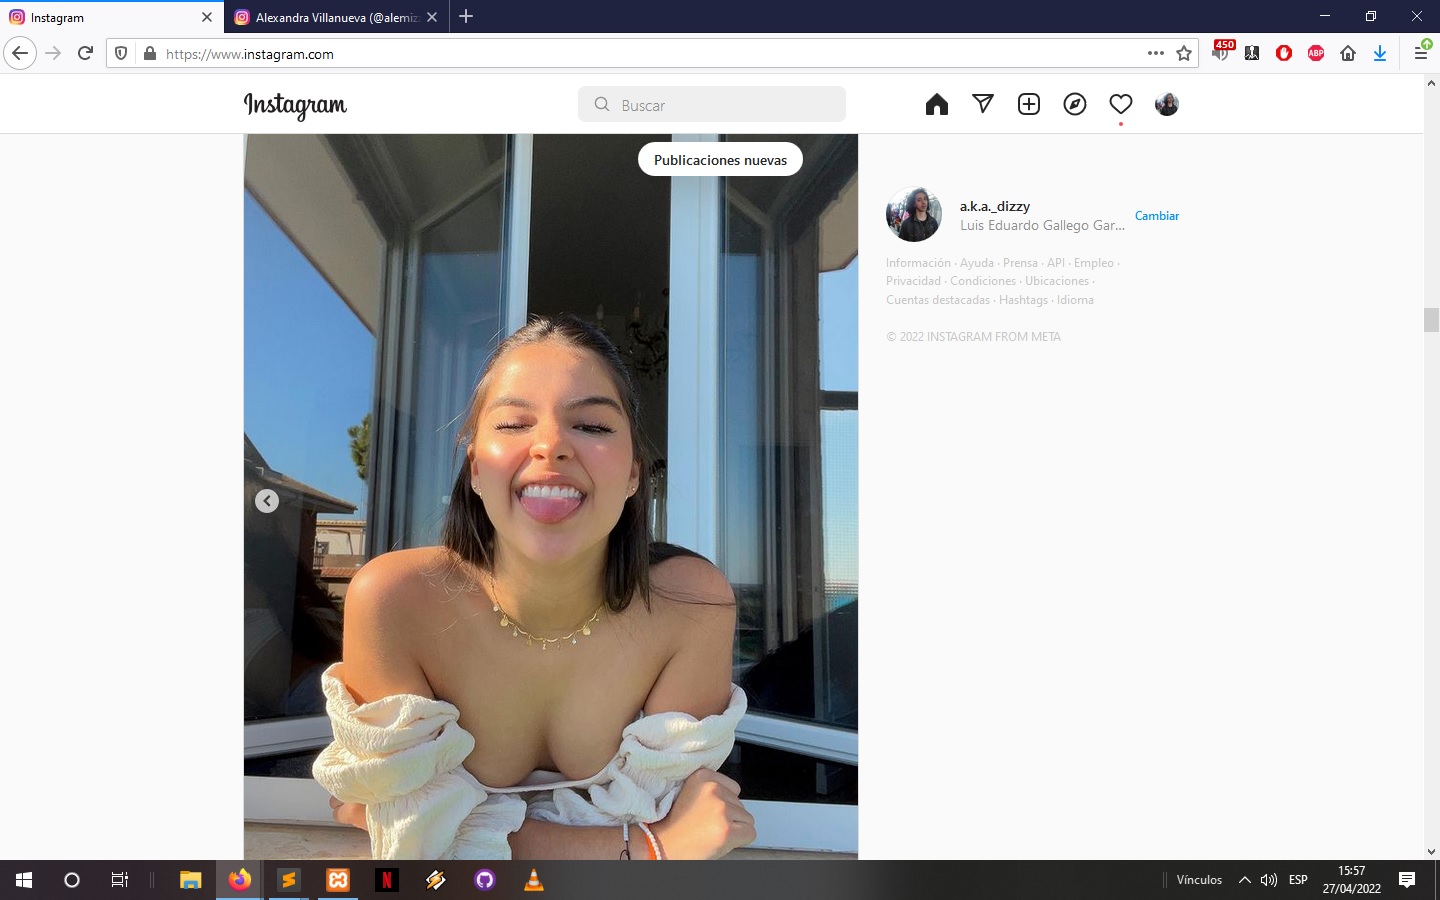 Instagram
Alexandra Villanueva (@alemiz
https://www.instagram.com
450
ABP
Instagram
Buscar
Publicaciones nuevas
a.k.a._dizzy
Luis Eduardo Gallego Gar...
Cambiar
Información · Ayuda · Prensa · API · Empleo ·
Privacidad · Condiciones · Ubicaciones ·
Cuentas destacadas · Hashtags · Idioma
© 2022 INSTAGRAM FROM META
N
Vínculos
ESP
15:57
27/04/2022